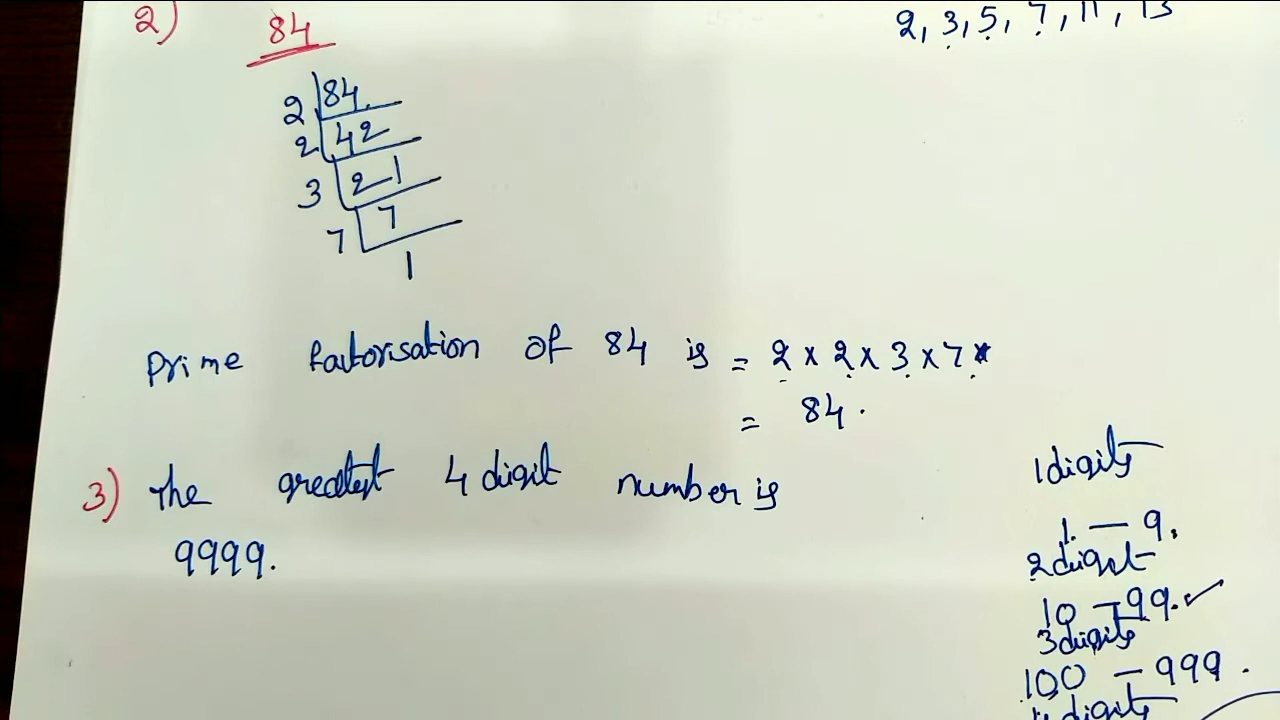 2) 84
2, 3, 5, 7, 11, 13
2 | 84
2 | 42
3 | 21
7 | 7
1
Prime factorisation of 84 is = 2 x 2 x 3 x 7
= 84.
3) The greatest 4 digit number is
9999.
1digits
1. — 9.
2digit
10 — 99. ✓
3digits
100 — 999.
4digits